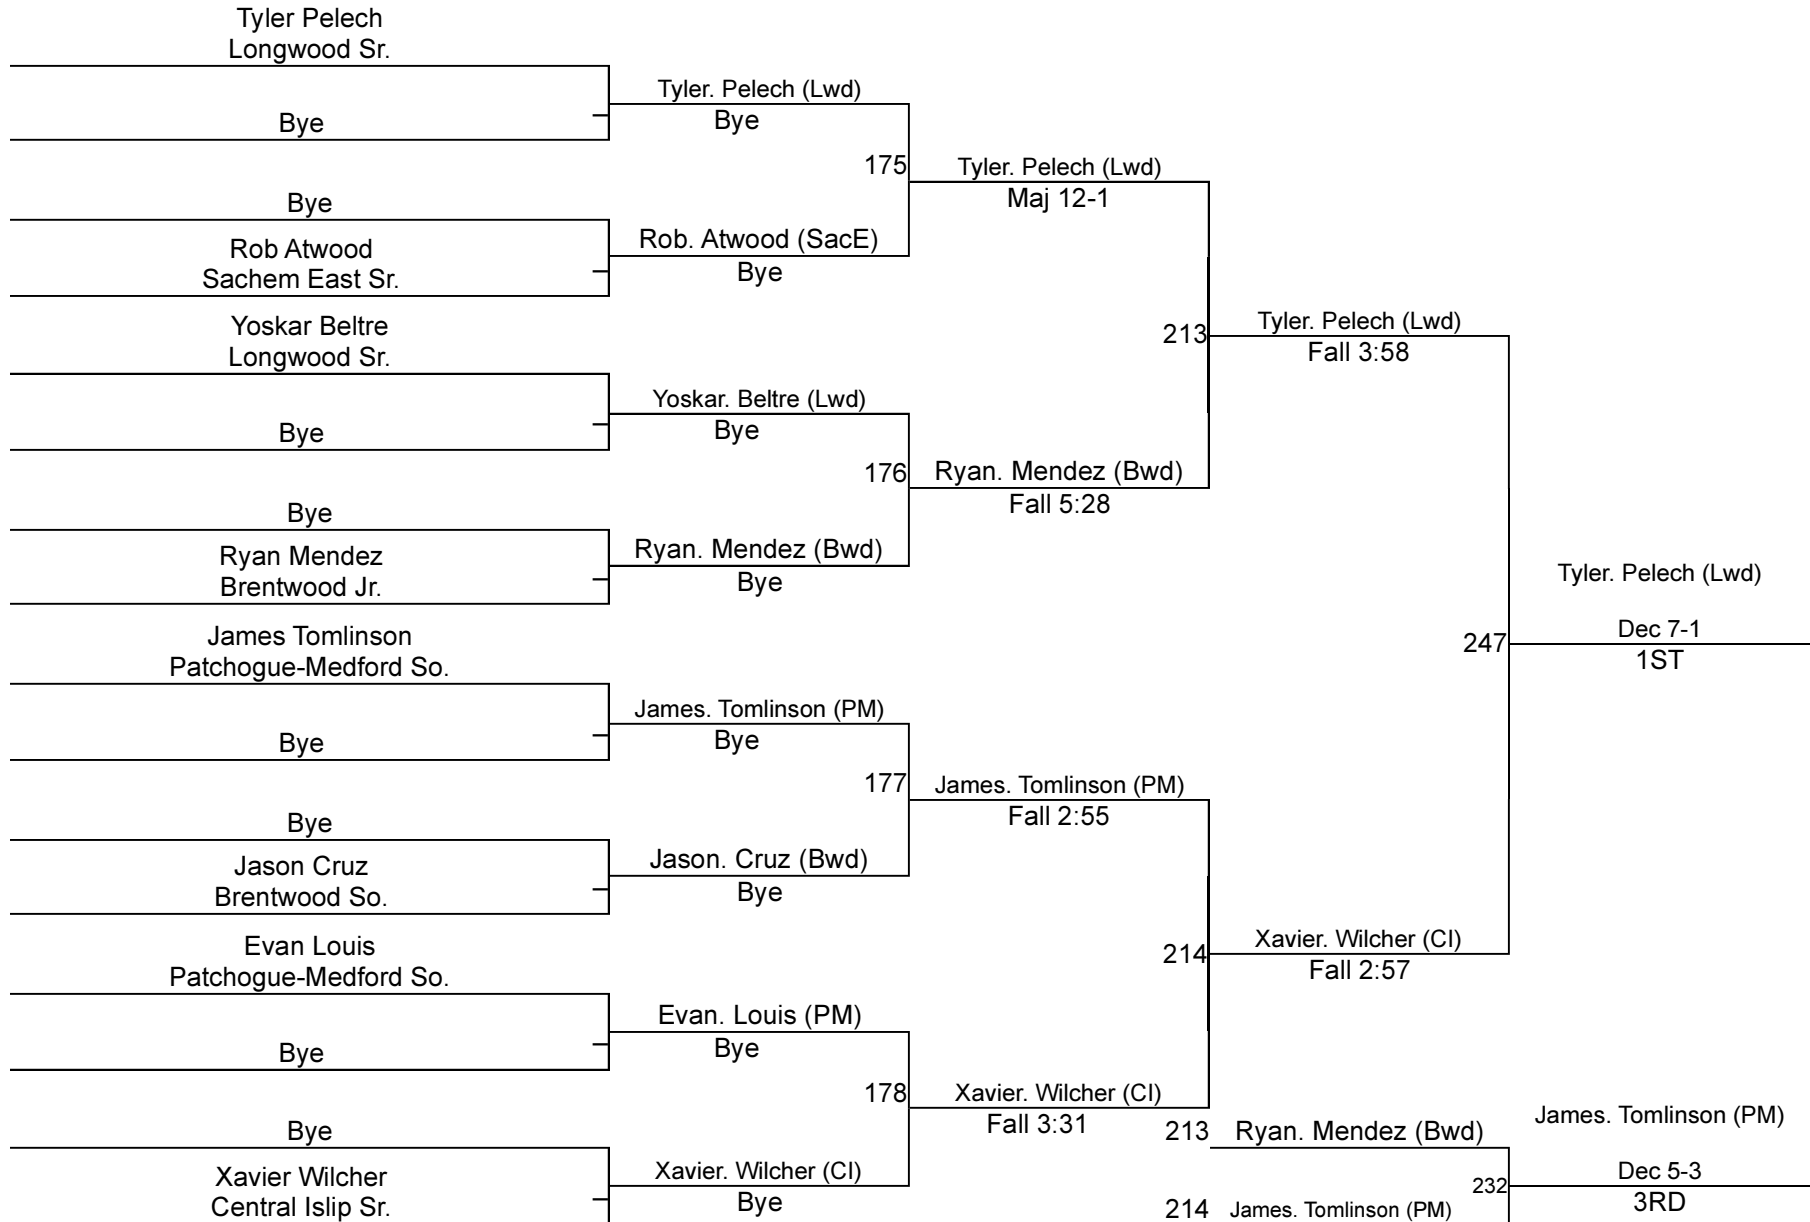 Tyler Pelech
Longwood Sr.
Bye
Bye
Rob Atwood
Sachem East Sr.
Yoskar Beltre
Longwood Sr.
Bye
Bye
Ryan Mendez
Brentwood Jr.
James Tomlinson
Patchogue-Medford So.
Bye
Bye
Jason Cruz
Brentwood So.
Evan Louis
Patchogue-Medford So.
Bye
Bye
Xavier Wilcher
Central Islip Sr.
Tyler. Pelech (Lwd)
Bye
175
Rob. Atwood (SacE)
Bye
Yoskar. Beltre (Lwd)
Bye
176
Ryan. Mendez (Bwd)
Bye
James. Tomlinson (PM)
Bye
177
Jason. Cruz (Bwd)
Bye
Evan. Louis (PM)
Bye
178
Xavier. Wilcher (CI)
Bye
Tyler. Pelech (Lwd)
Maj 12-1
213
Ryan. Mendez (Bwd)
Fall 5:28
James. Tomlinson (PM)
Fall 2:55
214
Xavier. Wilcher (CI)
Fall 3:31
Tyler. Pelech (Lwd)
Fall 3:58
247
Xavier. Wilcher (CI)
Fall 2:57
Tyler. Pelech (Lwd)
Dec 7-1
1ST
213 Ryan. Mendez (Bwd)
232
214 James. Tomlinson (PM)
James. Tomlinson (PM)
Dec 5-3
3RD